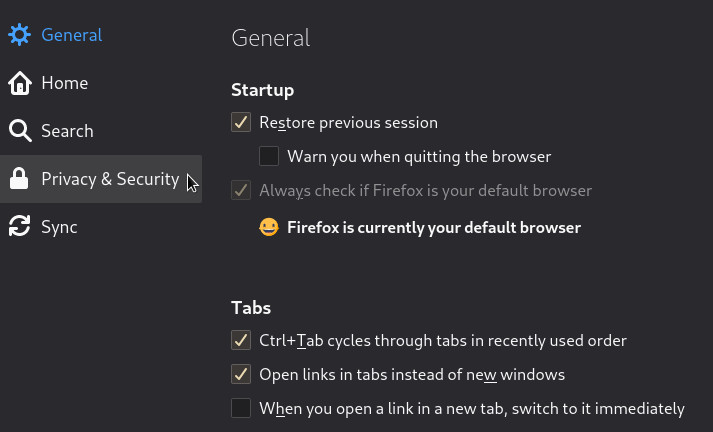 General
Home
Search
Privacy & Security
Sync
General
Startup
Restore previous session
Warn you when quitting the browser
Always check if Firefox is your default browser
Firefox is currently your default browser
Tabs
Ctrl+Tab cycles through tabs in recently used order
Open links in tabs instead of new windows
When you open a link in a new tab, switch to it immediately